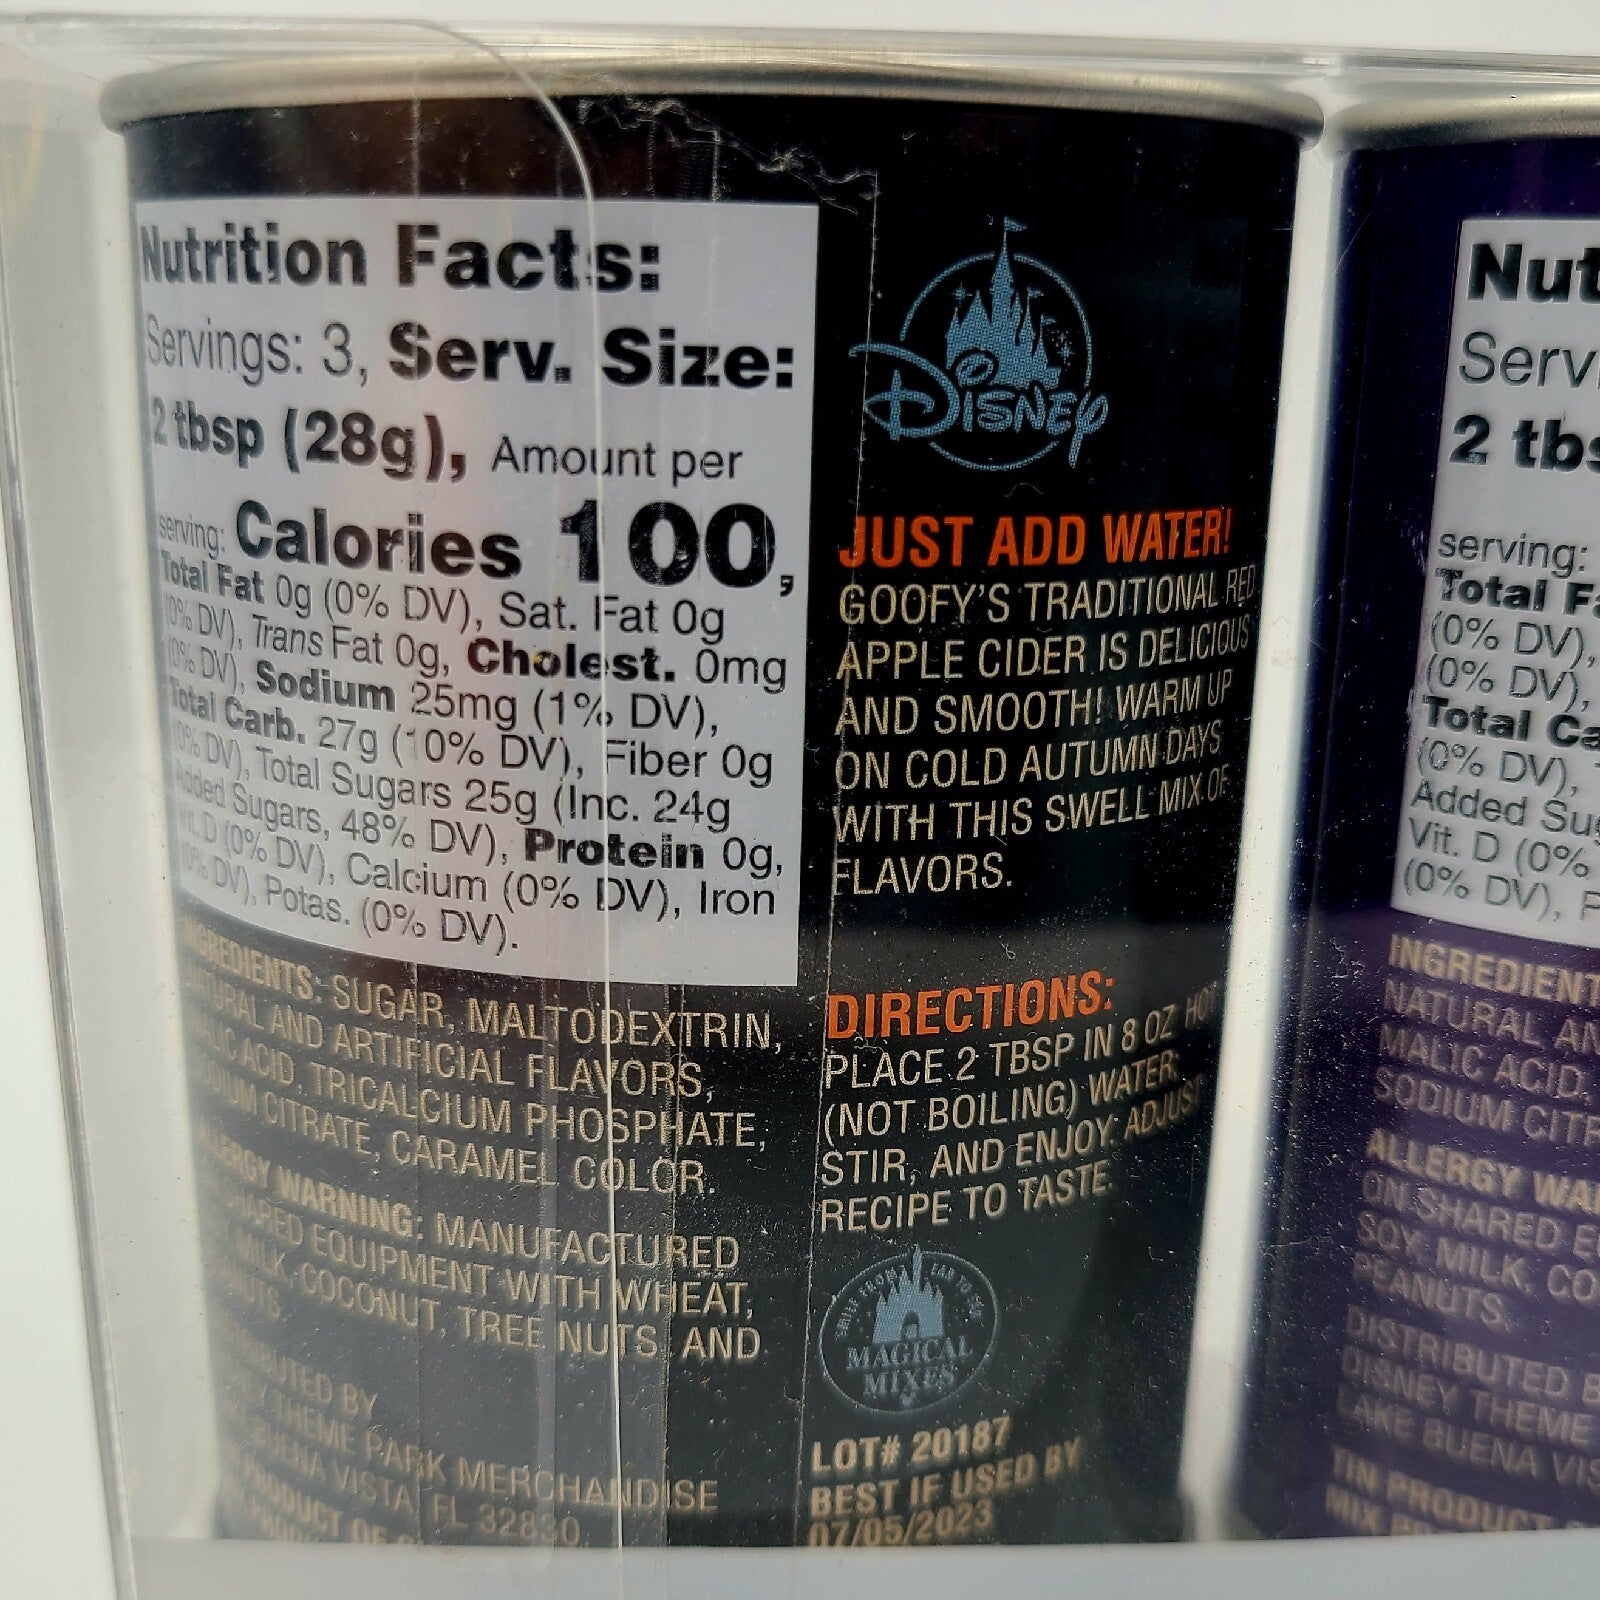 Nutrition Facts:
Servings: 3, Serv. Size:
2 tbsp (28g), Amount per
serving: Calories 100,
Total Fat 0g (0% DV), Sat. Fat 0g
(0% DV), Trans Fat 0g, Cholest. 0mg
(0% DV), Sodium 25mg (1% DV),
Total Carb. 27g (10% DV), Fiber 0g
(0% DV), Total Sugars 25g (Inc. 24g
Added Sugars, 48% DV), Protein 0g,
Vit. D (0% DV), Calcium (0% DV), Iron
(0% DV), Potas. (0% DV).
INGREDIENTS: SUGAR, MALTODEXTRIN,
NATURAL AND ARTIFICIAL FLAVORS,
MALIC ACID, TRICALCIUM PHOSPHATE,
CITRATE, CARAMEL COLOR.
ALLERGY WARNING: MANUFACTURED
SHARED EQUIPMENT WITH WHEAT,
MILK, COCONUT, TREE NUTS, AND
BY
THEME PARK MERCHANDISE
BUENA VISTA, FL 32830
PRODUCT OF
Disney
JUST ADD WATER!
GOOFY'S TRADITIONAL RED
APPLE CIDER IS DELICIOUS
AND SMOOTH! WARM UP
ON COLD AUTUMN DAYS
WITH THIS SWELL MIX OF
FLAVORS.
DIRECTIONS:
PLACE 2 TBSP IN 8 OZ HOT
(NOT BOILING) WATER,
STIR, AND ENJOY. ADJUST
RECIPE TO TASTE.
MAGICAL
MIXES
LOT# 20187
BEST IF USED BY
07/05/2023
Nut
Serv
2 tbs
serving:
Total Fa
(0% DV),
(0% DV),
Total Ca
(0% DV),
Added Sug
Vit. D (0%
(0% DV), P
INGREDIENT
NATURAL AN
MALIC ACID,
SODIUM CITR
ALLERGY WAR
ON SHARED E
SOY, MILK, CO
PEANUTS.
DISTRIBUTED B
DISNEY THEME
LAKE BUENA VIS
TIN PRODUCT
MIX